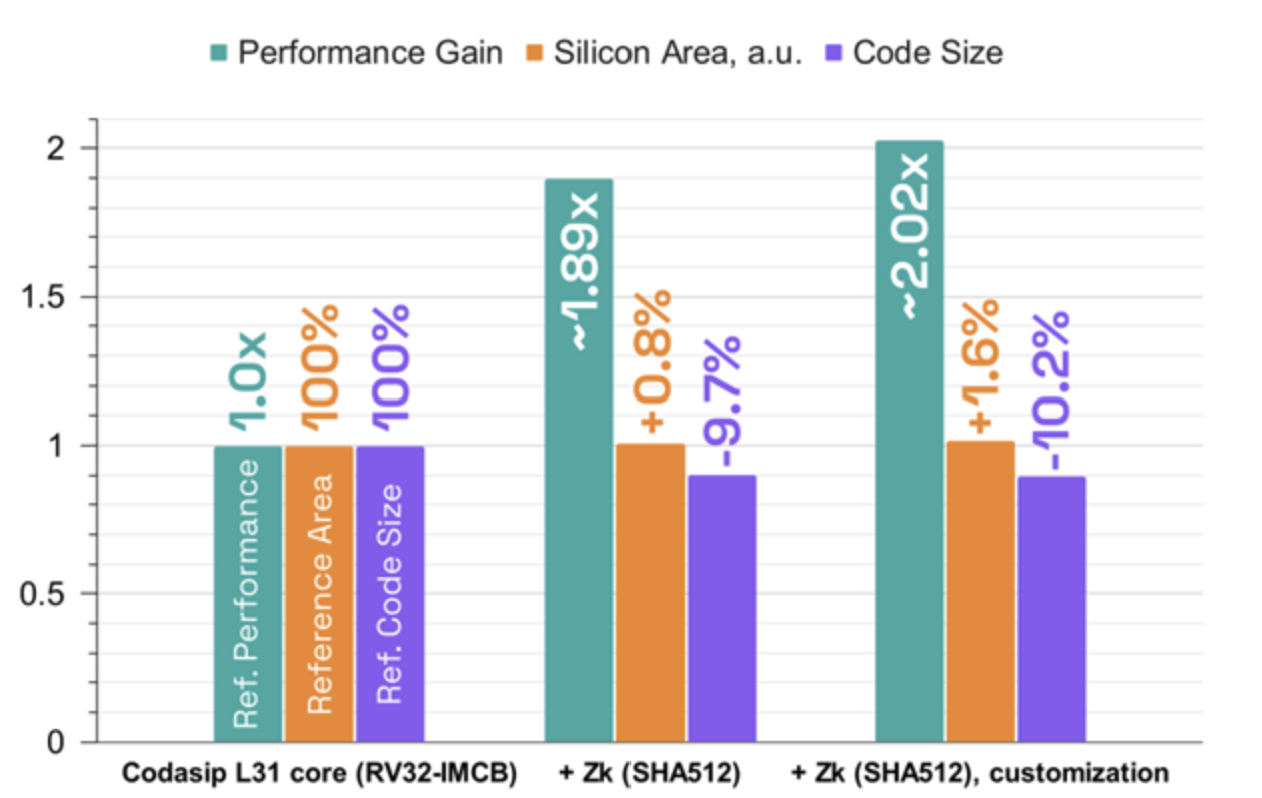 Performance Gain Silicon Area, a.u. Code Size
2
1.5
1
0.5
0
1.0x
100%
100%
Ref. Performance
Reference Area
Ref. Code Size
~1.89x
+0.8%
-9.7%
~2.02x
+1.6%
-10.2%
Codasip L31 core (RV32-IMCB)
+ Zk (SHA512)
+ Zk (SHA512), customization